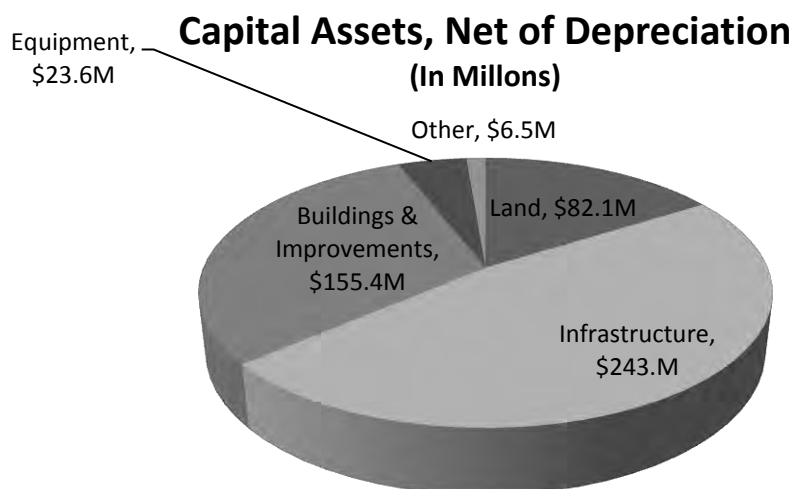 Capital Assets, Net of Depreciation
(In Millons)
Equipment,
$23.6M
Other, $6.5M
Land, $82.1M
Buildings &
Improvements,
$155.4M
Infrastructure,
$243.M